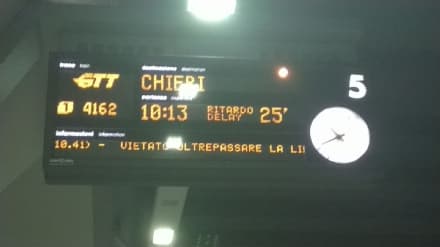 treno train
destinazione destination
5
GTT
CHIERI
partenza
1 4162
10:13 RITARDO DELAY 25'
informazioni information
10.41) - VIETATO OLTREPASSARE LA LI